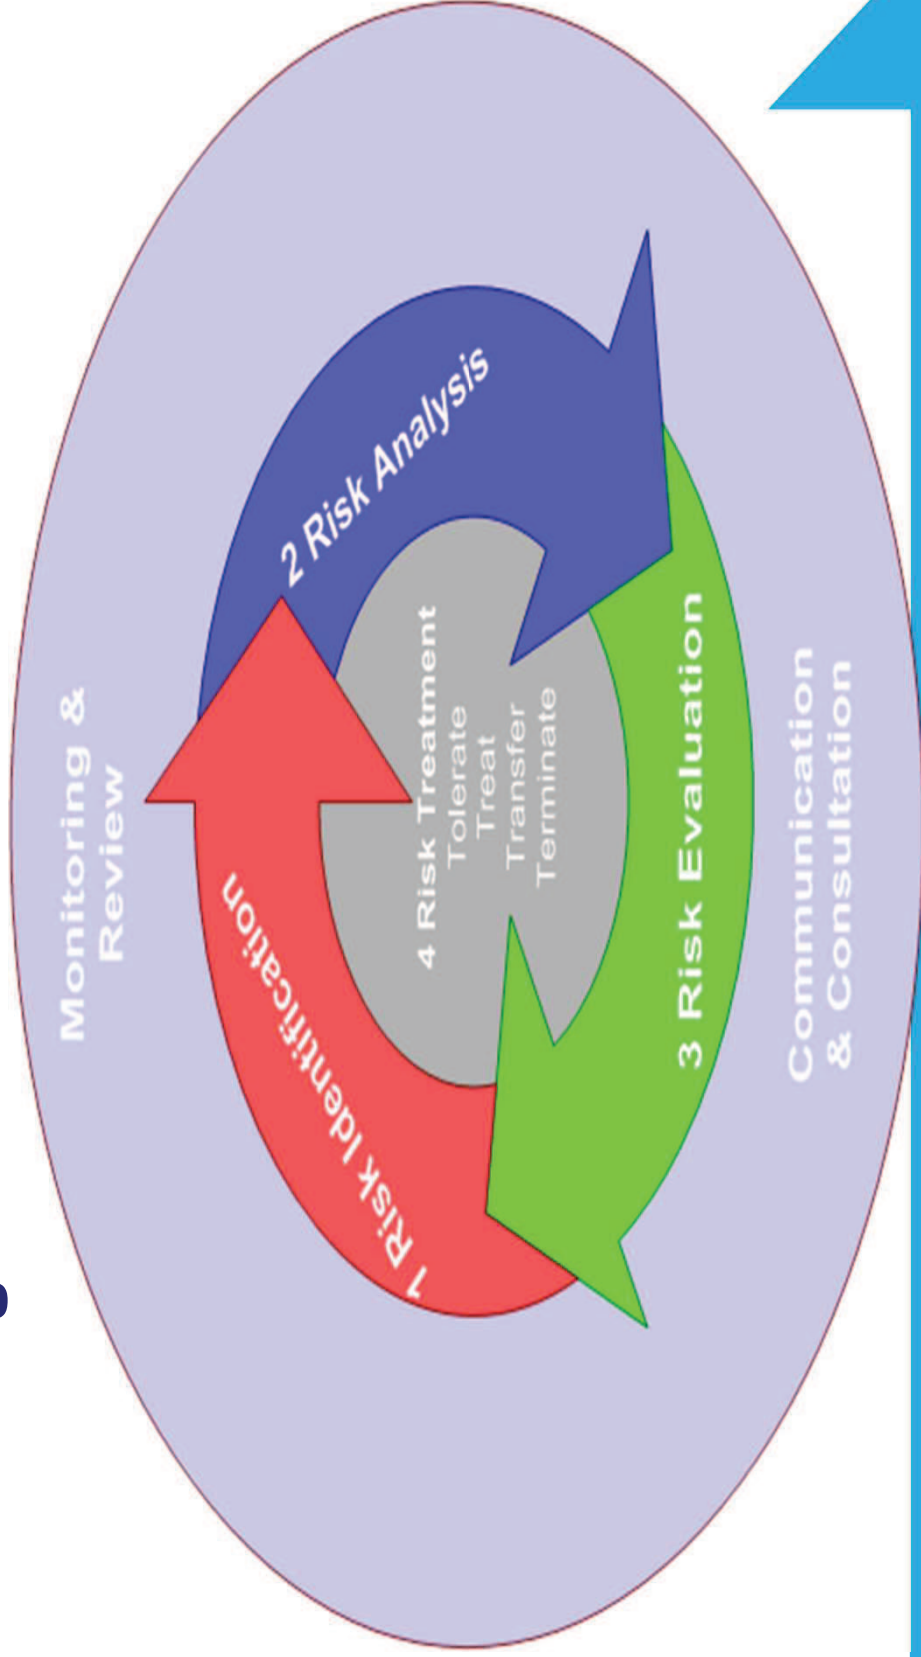 Monitoring &
Review
1 Risk Identification
2 Risk Analysis
3 Risk Evaluation
4 Risk Treatment
Tolerate
Treat
Transfer
Terminate
Communication
& Consultation